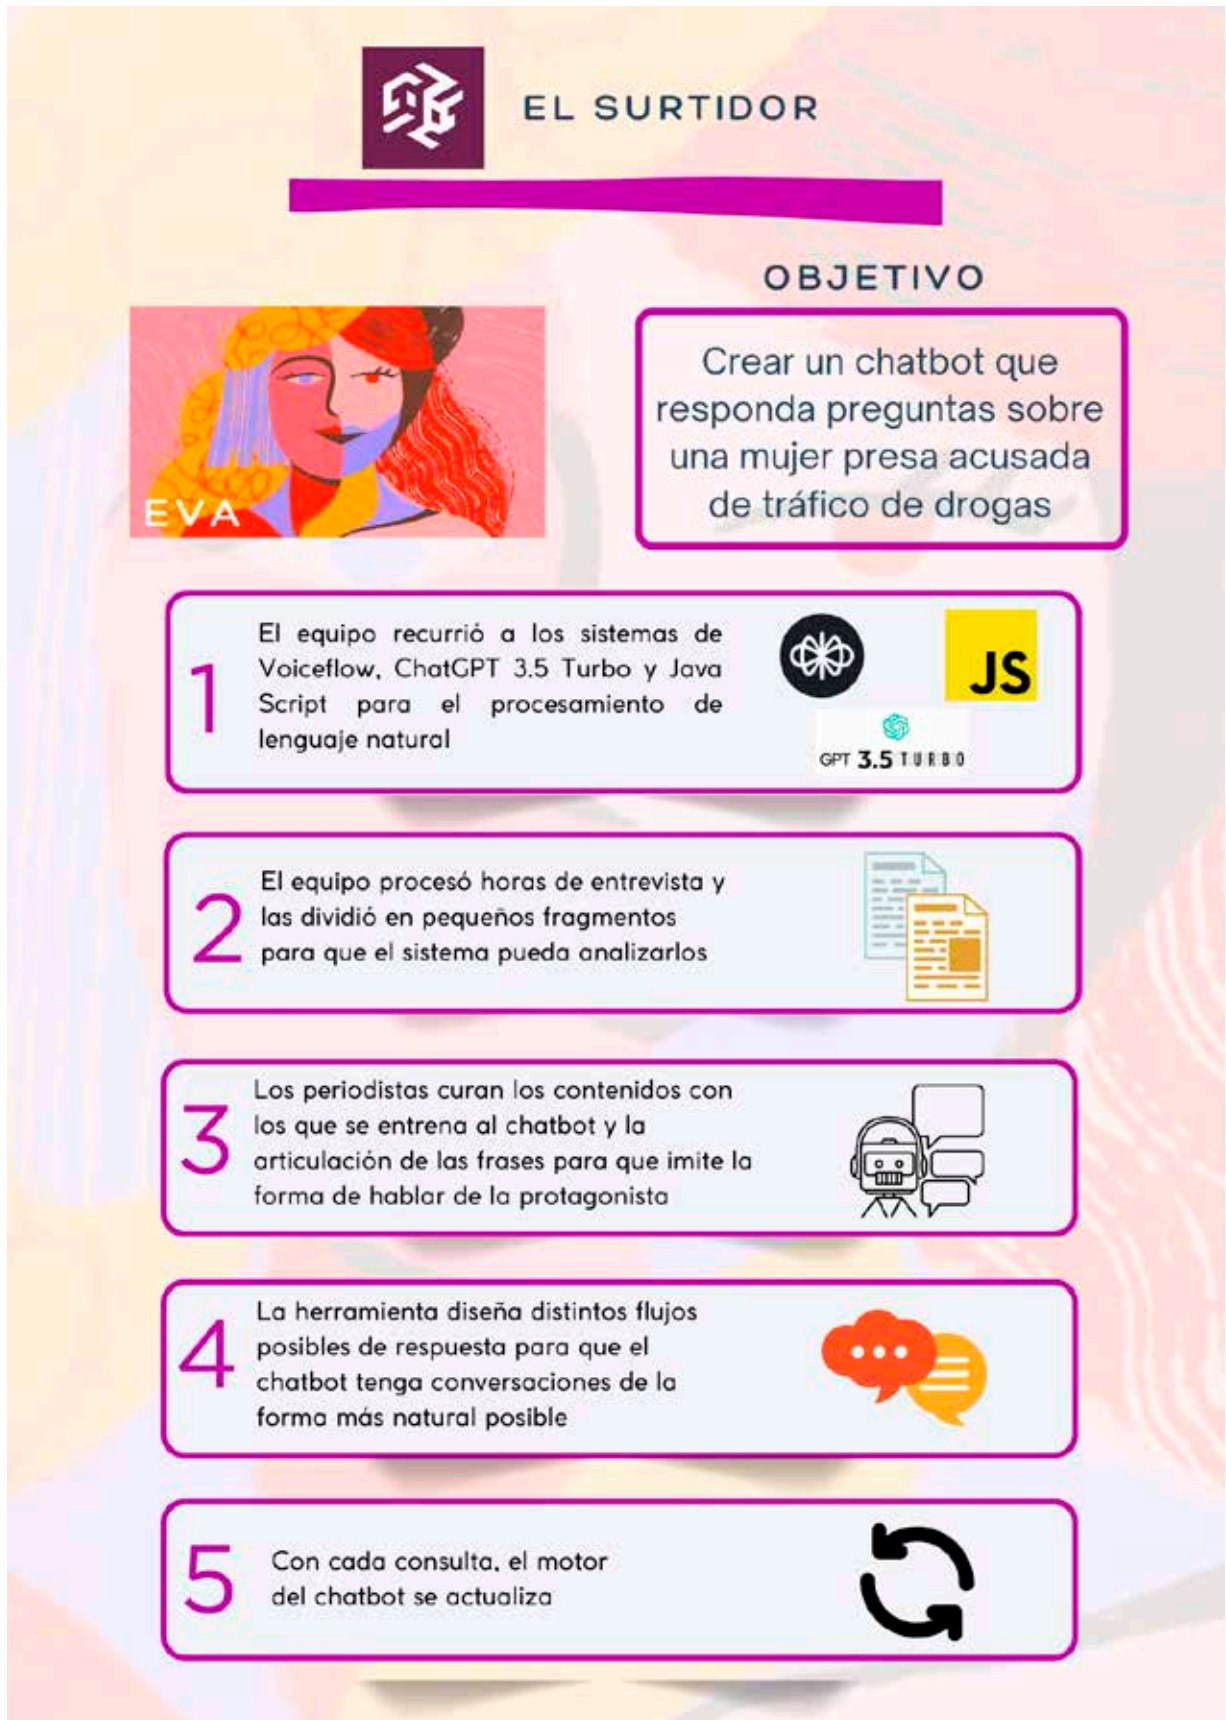 EL SURTIDOR
OBJETIVO
EVA
Crear un chatbot que
responda preguntas sobre
una mujer presa acusada
de tráfico de drogas
1
El equipo recurrió a los sistemas de
Voiceflow, ChatGPT 3.5 Turbo y Java
Script para el procesamiento de
lenguaje natural
JS
GPT 3.5 TURBO
2
El equipo procesó horas de entrevista y
las dividió en pequeños fragmentos
para que el sistema pueda analizarlos
3
Los periodistas curan los contenidos con
los que se entrena al chatbot y la
articulación de las frases para que imite la
forma de hablar de la protagonista
4
La herramienta diseña distintos flujos
posibles de respuesta para que el
chatbot tenga conversaciones de la
forma más natural posible
5
Con cada consulta, el motor
del chatbot se actualiza